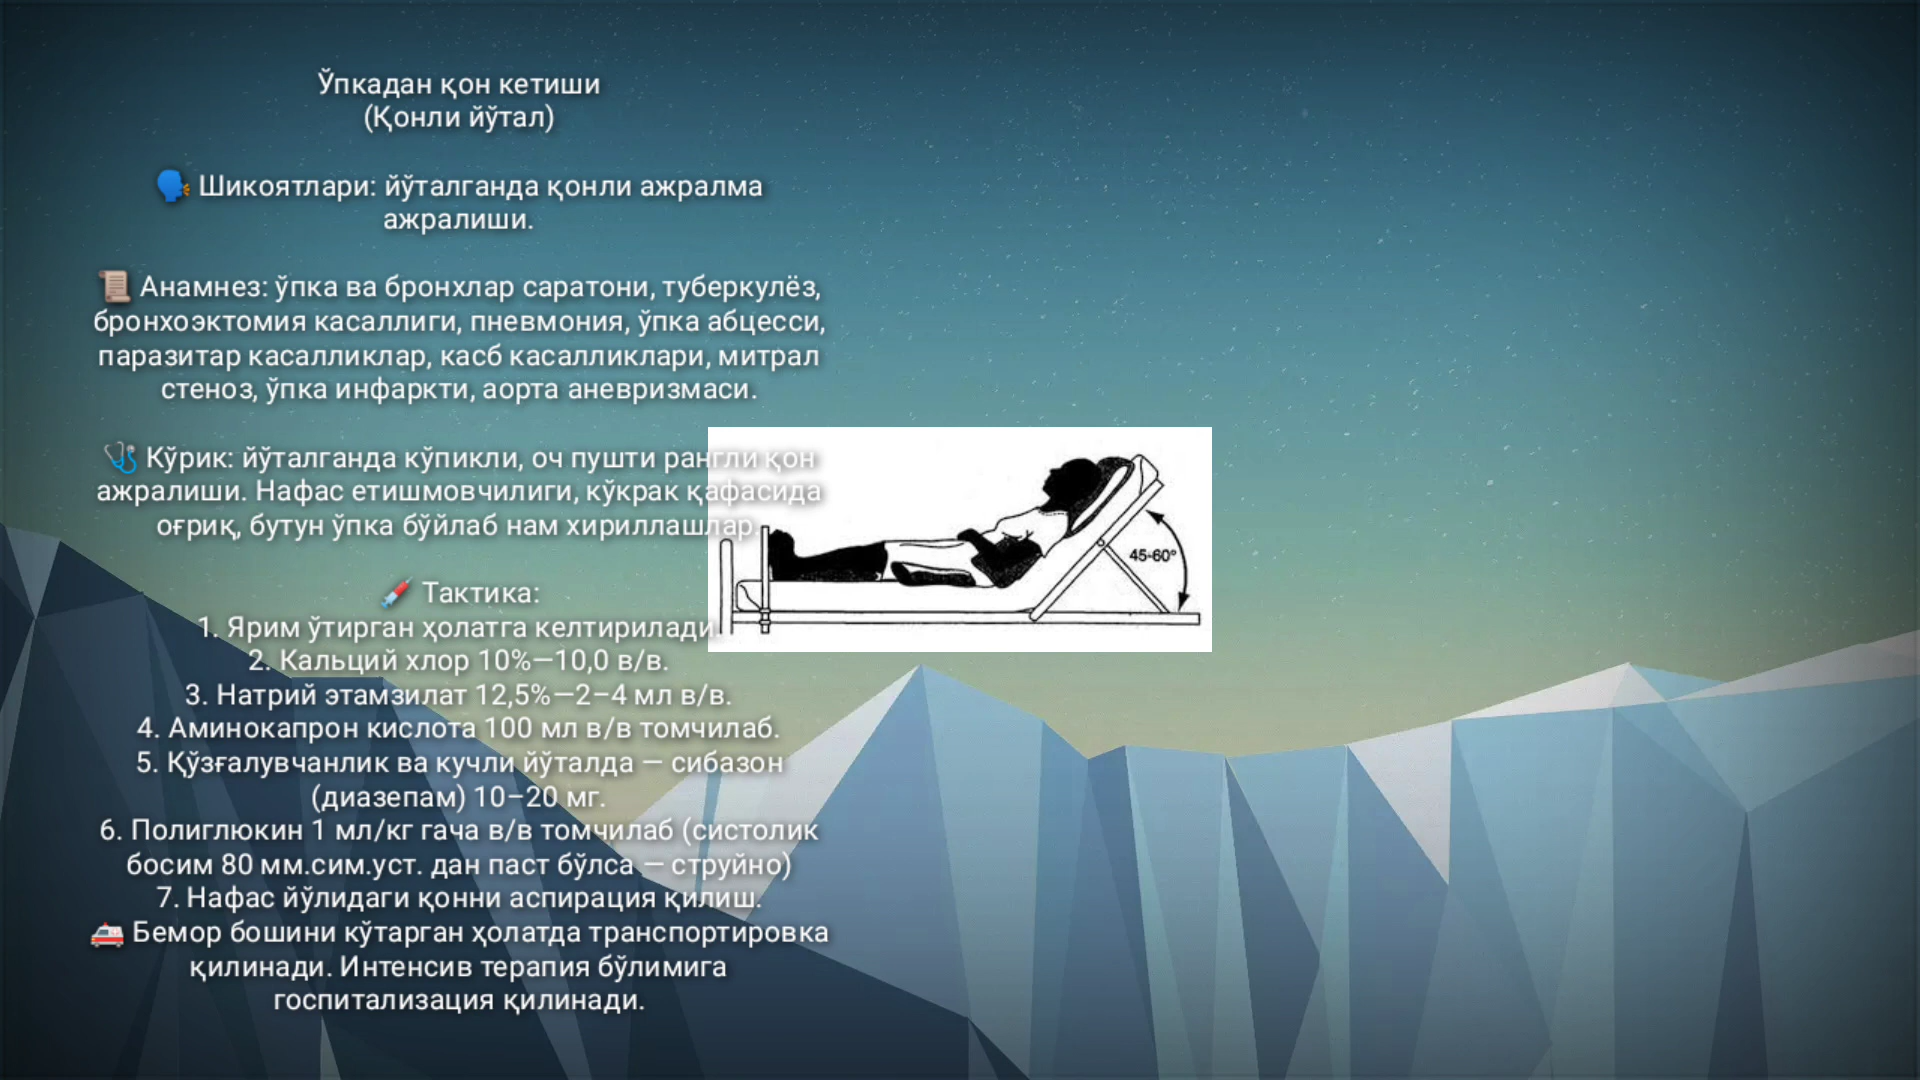 Ўпкадан қон кетиши
(Қонли йўтал)
🗣 Шикоятлари: йўталганда қонли ажралма
ажралиши.
📜 Анамнез: ўпка ва бронхлар саратони, туберкулёз,
бронхоэктомия касаллиги, пневмония, ўпка абцесси,
паразитар касалликлар, касб касалликлари, митрал
стеноз, ўпка инфаркти, аорта аневризмаси.
🩺 Кўрик: йўталганда кўпикли, оч пушти рангли қон
ажралиши. Нафас етишмовчилиги, кўкрак қафасида
оғриқ, бутун ўпка бўйлаб нам хириллашлар.
💉 Тактика:
1. Ярим ўтирган ҳолатга келтирилади.
2. Кальций хлор 10%—10,0 в/в.
3. Натрий этамзилат 12,5%—2–4 мл в/в.
4. Аминокапрон кислота 100 мл в/в томчилаб.
5. Қўзғалувчанлик ва кучли йўталда — сибазон
(диазепам) 10–20 мг.
6. Полиглюкин 1 мл/кг гача в/в томчилаб (систолик
босим 80 мм.сим.уст. дан паст бўлса — струйно)
7. Нафас йўлидаги қонни аспирация қилиш.
🚑 Бемор бошини кўтарган ҳолатда транспортировка
қилинади. Интенсив терапия бўлимига
госпитализация қилинади.
45-60°